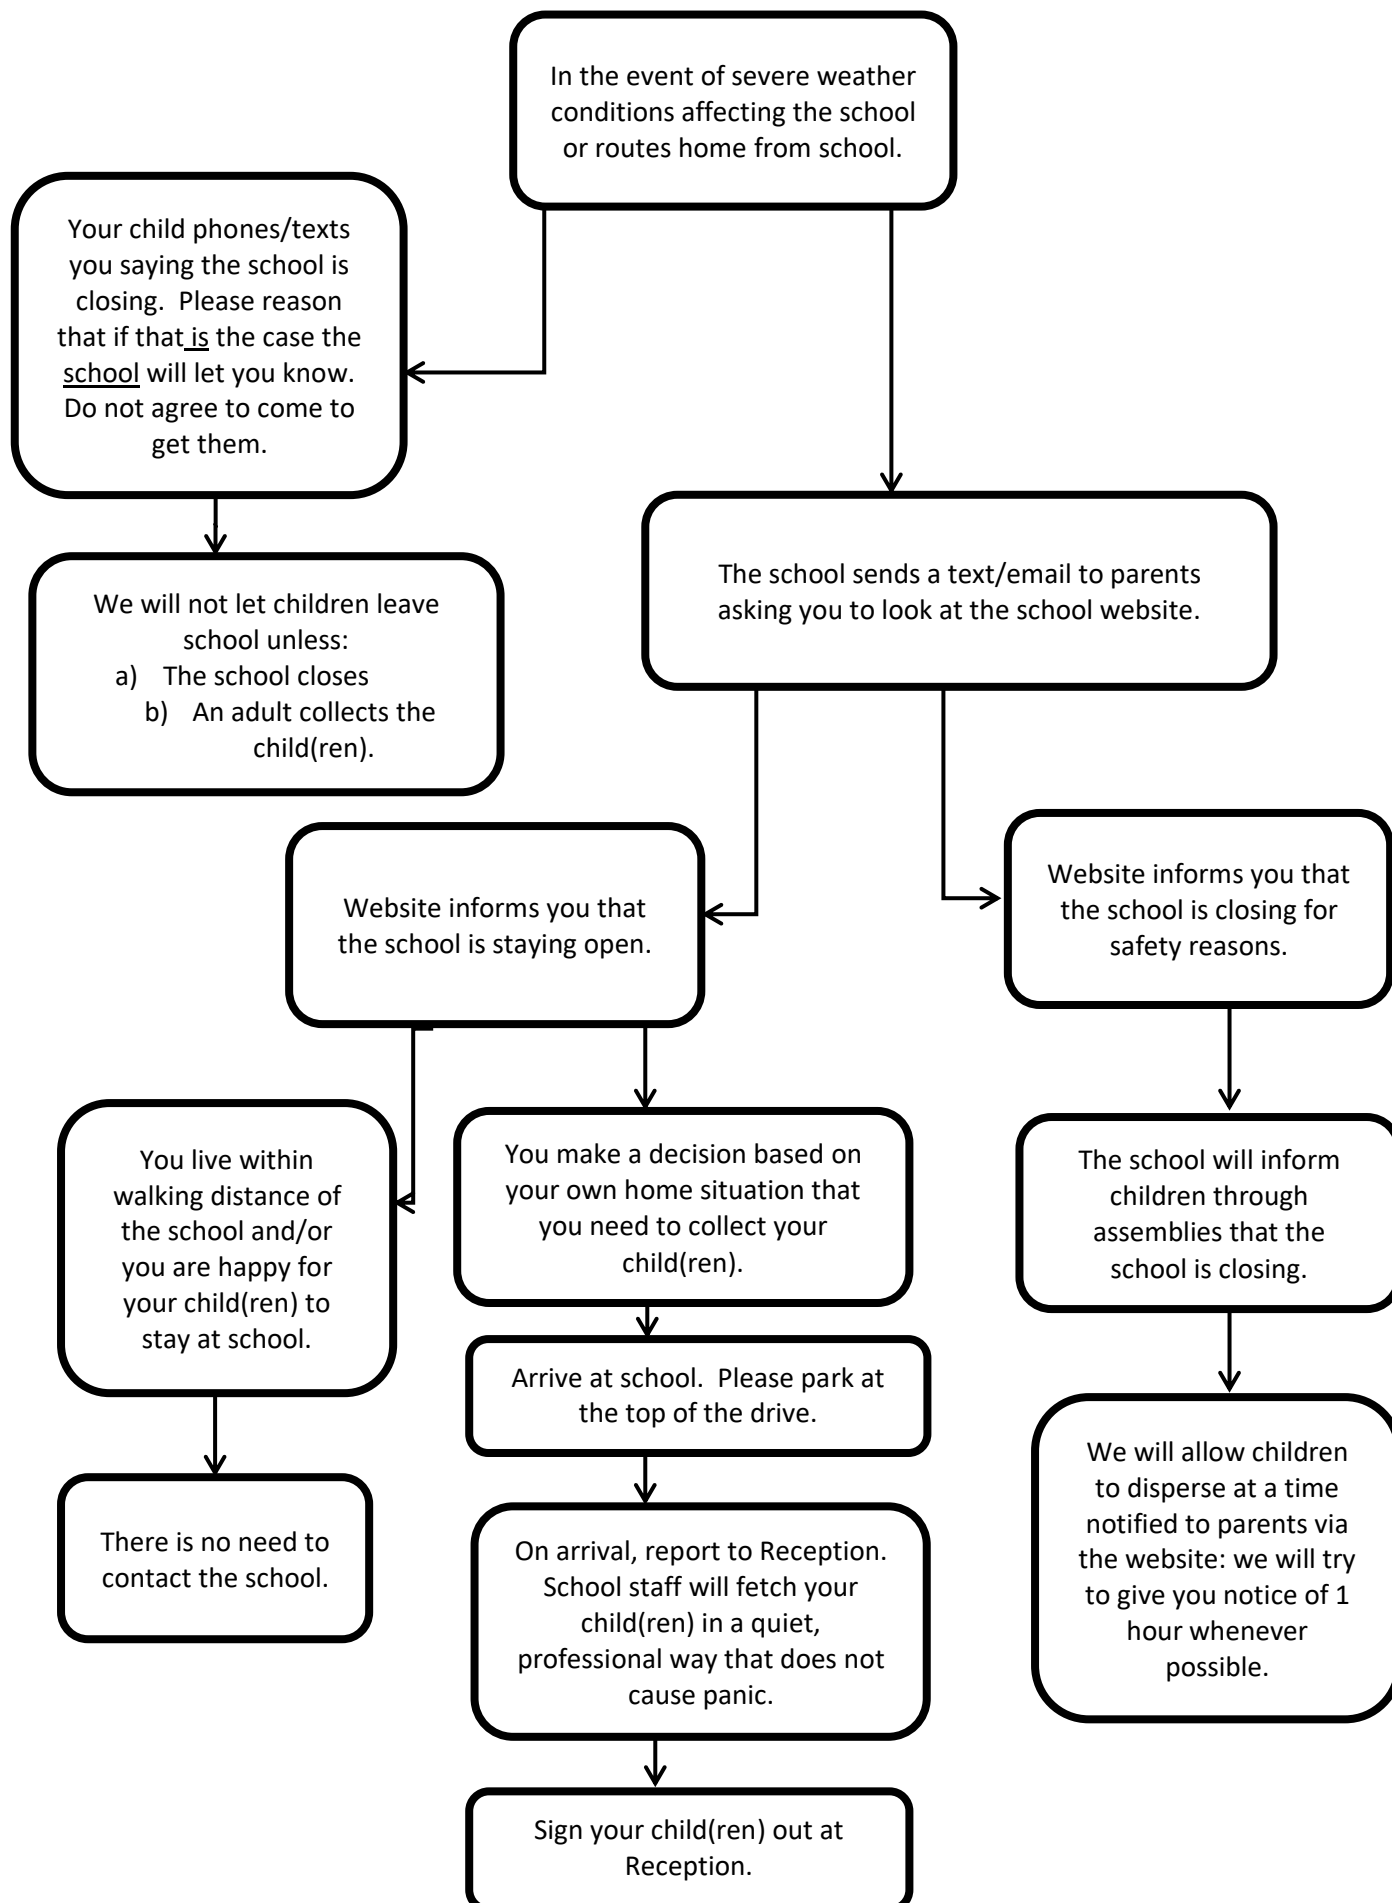 In the event of severe weather
conditions affecting the school
or routes home from school.
Your child phones/texts
you saying the school is
closing.  Please reason
that if that is the case the
school will let you know.
Do not agree to come to
get them.
We will not let children leave
school unless:
a) The school closes
b) An adult collects the
child(ren).
The school sends a text/email to parents
asking you to look at the school website.
Website informs you that
the school is staying open.
Website informs you that
the school is closing for
safety reasons.
You live within
walking distance of
the school and/or
you are happy for
your child(ren) to
stay at school.
There is no need to
contact the school.
You make a decision based on
your own home situation that
you need to collect your
child(ren).
Arrive at school.  Please park at
the top of the drive.
On arrival, report to Reception.
School staff will fetch your
child(ren) in a quiet,
professional way that does not
cause panic.
Sign your child(ren) out at
Reception.
The school will inform
children through
assemblies that the
school is closing.
We will allow children
to disperse at a time
notified to parents via
the website: we will try
to give you notice of 1
hour whenever
possible.